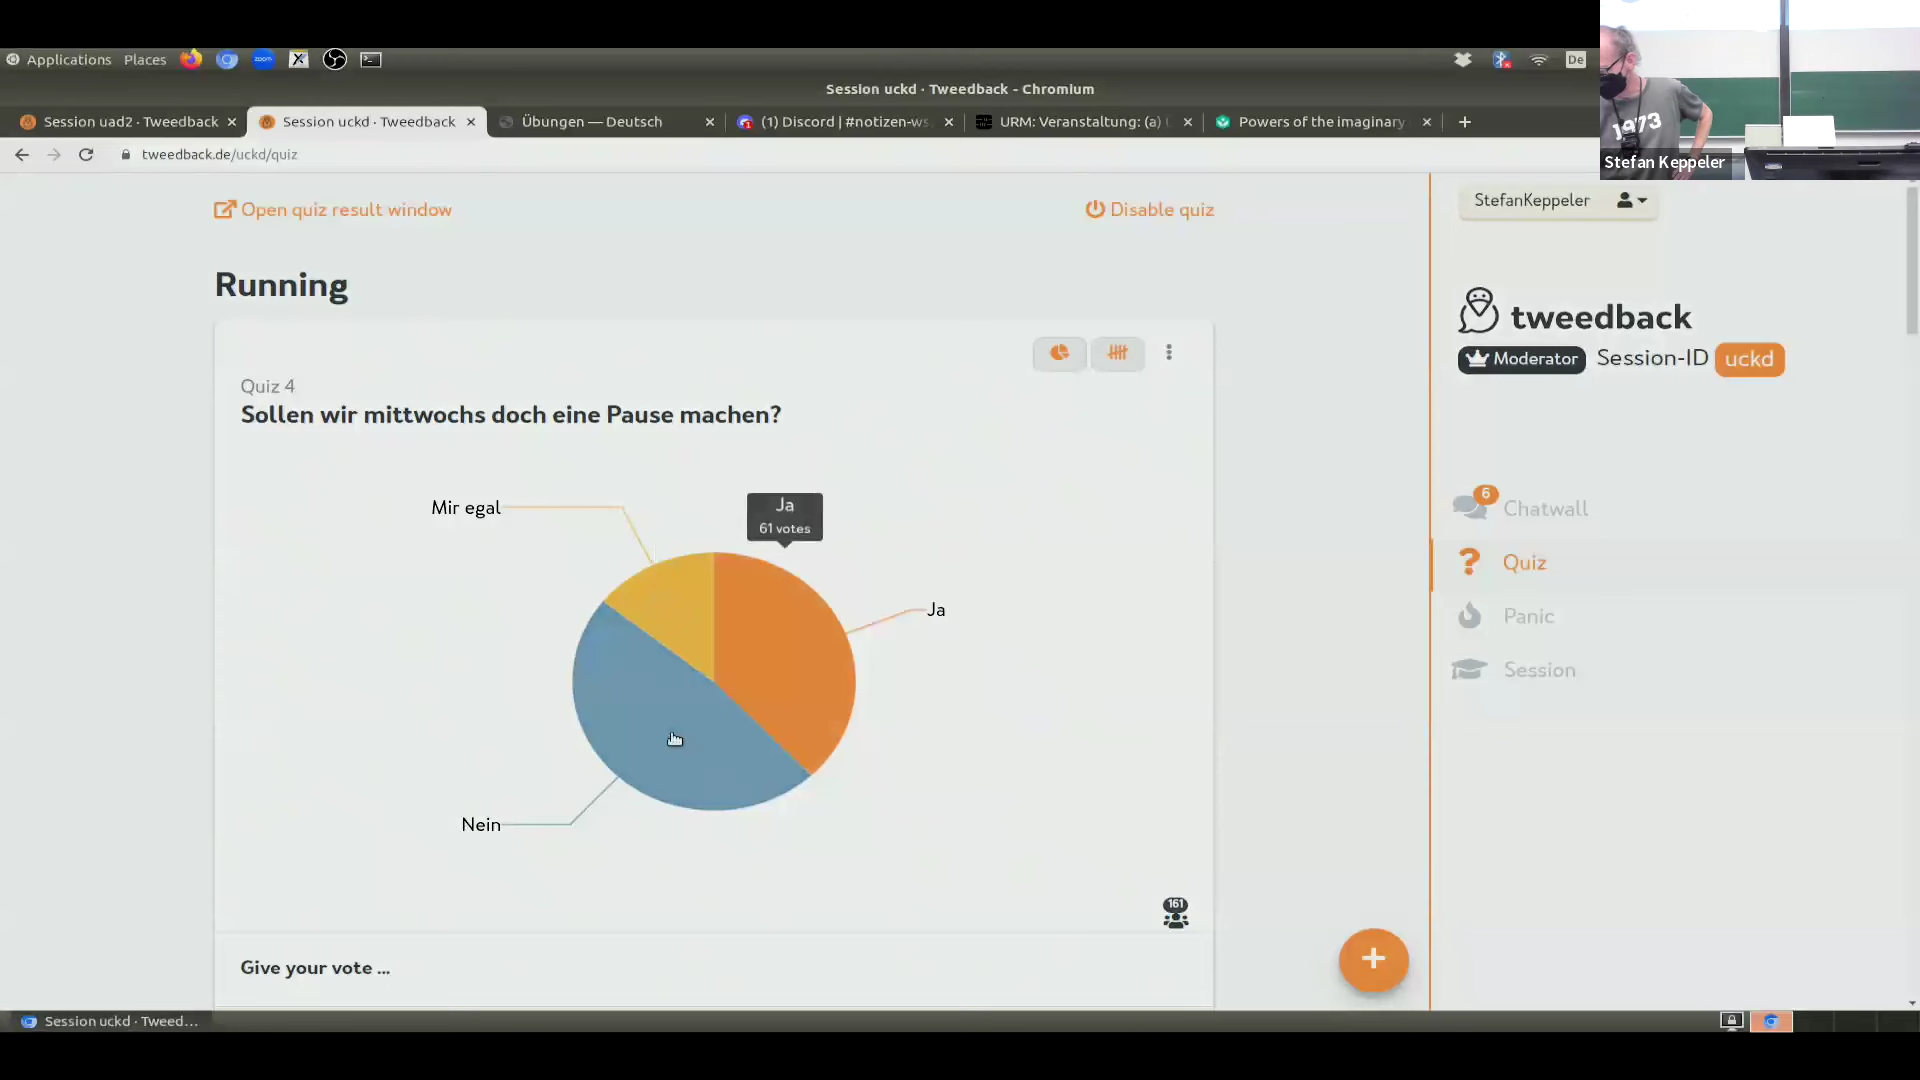 Applications Places zoom De
Session uckd · Tweedback - Chromium
Session uad2 · Tweedback
Session uckd · Tweedback
Übungen — Deutsch
(1) Discord | #notizen-ws
URM: Veranstaltung: (a)
Powers of the imaginary
tweedback.de/uckd/quiz
1973
Stefan Keppeler
Open quiz result window
Disable quiz
StefanKeppeler
Running
tweedback
Moderator Session-ID uckd
Quiz 4
Sollen wir mittwochs doch eine Pause machen?
Mir egal
Ja
61 votes
Ja
Nein
161
6
Chatwall
Quiz
Panic
Session
Give your vote ...
Session uckd · Tweed...